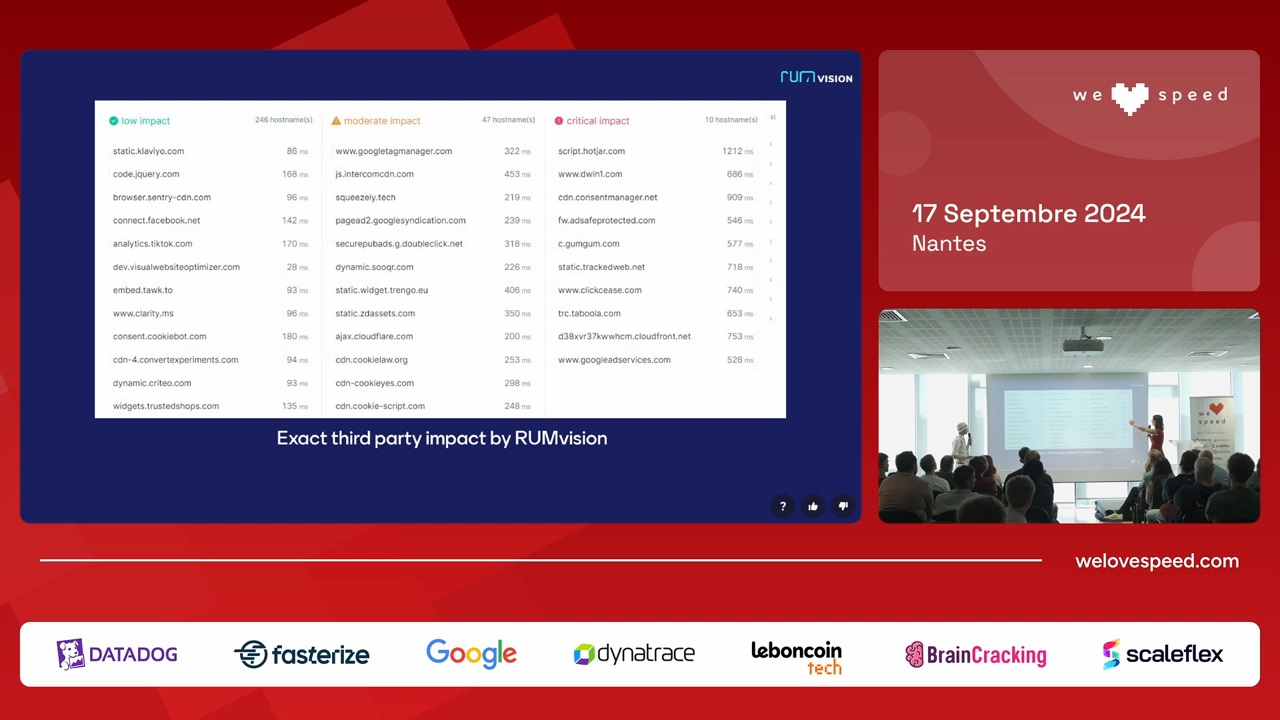 rum VISION
low impact 246 hostname(s)
static.klaviyo.com 86 ms
code.jquery.com 168 ms
browser.sentry-cdn.com 96 ms
connect.facebook.net 142 ms
analytics.tiktok.com 170 ms
dev.visualwebsiteoptimizer.com 28 ms
embed.tawk.to 93 ms
www.clarity.ms 96 ms
consent.cookiebot.com 180 ms
cdn-4.convertexperiments.com 94 ms
dynamic.criteo.com 93 ms
widgets.trustedshops.com 135 ms
moderate impact 47 hostname(s)
www.googletagmanager.com 322 ms
js.intercomcdn.com 453 ms
squeezely.tech 219 ms
pagead2.googlesyndication.com 239 ms
securepubads.g.doubleclick.net 318 ms
dynamic.sooqr.com 226 ms
static.widget.trengo.eu 406 ms
static.zdassets.com 350 ms
ajax.cloudflare.com 200 ms
cdn.cookielaw.org 253 ms
cdn-cookieyes.com 298 ms
cdn.cookie-script.com 248 ms
critical impact 10 hostname(s)
script.hotjar.com 1212 ms
www.dwin1.com 686 ms
cdn.consentmanager.net 909 ms
fw.adsafeprotected.com 546 ms
c.gumgum.com 577 ms
static.trackedweb.net 718 ms
www.clickcease.com 740 ms
trc.taboola.com 653 ms
d38xvr37kwwhcm.cloudfront.net 753 ms
www.googleadservices.com 526 ms
s)
Exact third party impact by RUMvision
?
we speed
17 Septembre 2024
Nantes
we
speed
welovespeed.com
DATADOG
fasterize
Google
dynatrace
leboncoin
tech
BrainCracking
scaleflex